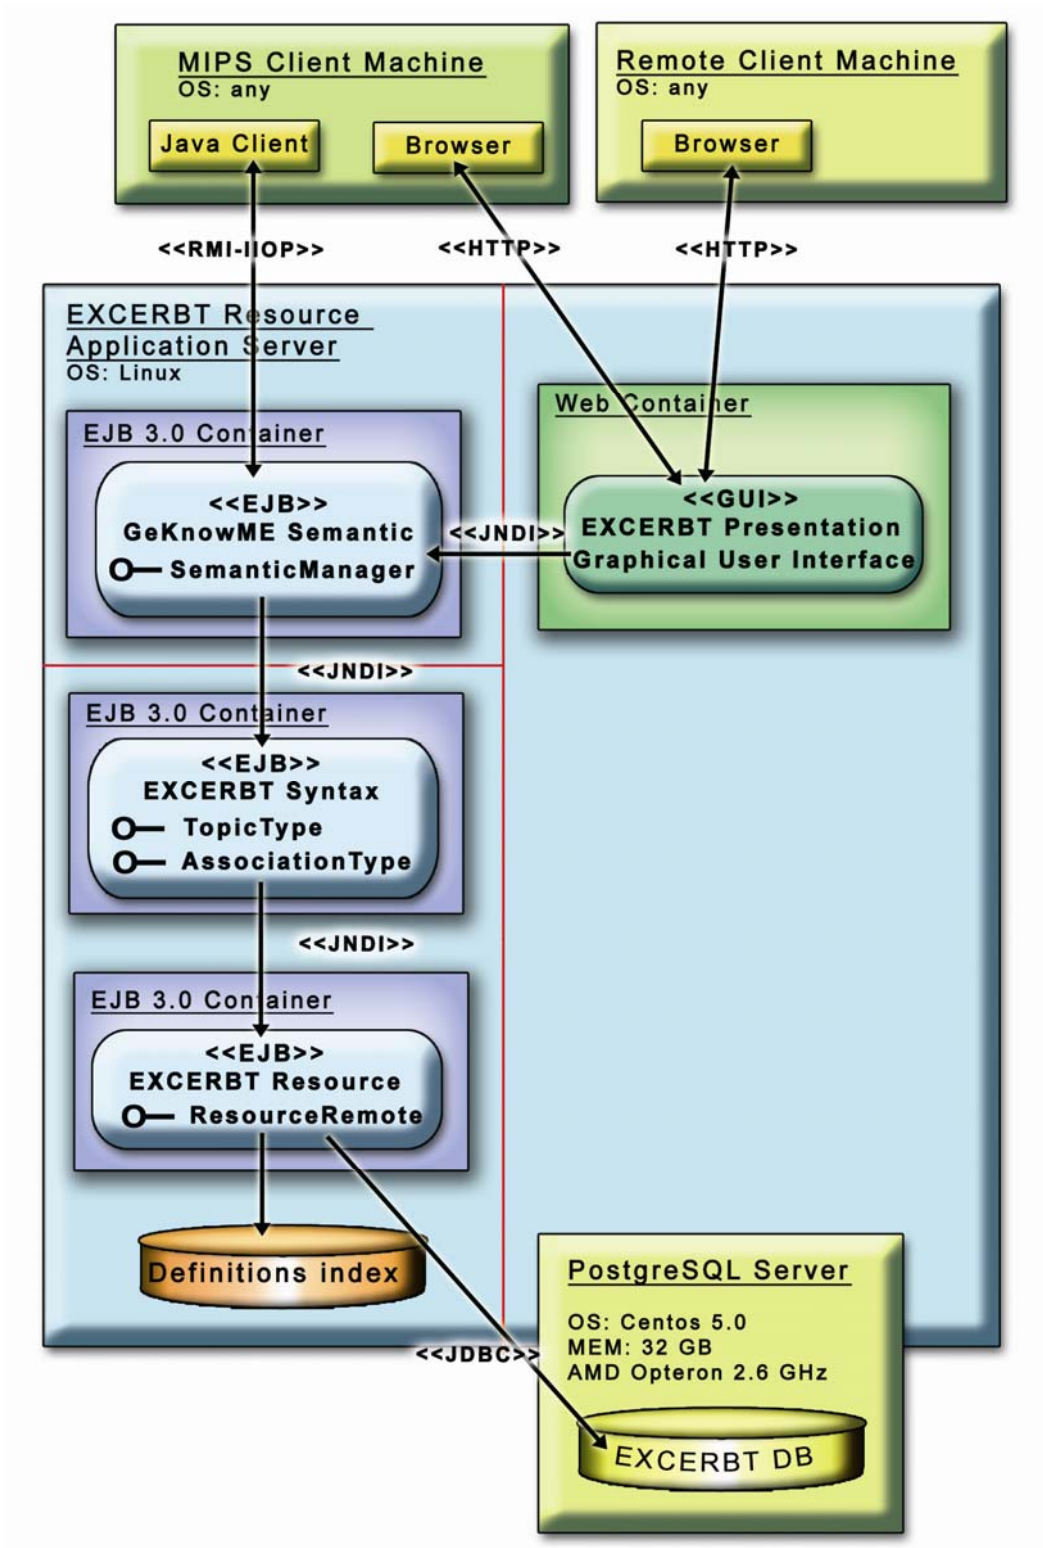 MIPS Client Machine
OS: any
Java Client
Browser
Remote Client Machine
OS: any
Browser
<<RMI-IIOP>>
<<HTTP>>
<<HTTP>>
EXCERBT Resource
Application Server
OS: Linux
EJB 3.0 Container
<<EJB>>
GeKnowME Semantic
SemanticManager
<<JNDI>>
Web Container
<<GUI>>
EXCERBT Presentation
Graphical User Interface
<<JNDI>>
EJB 3.0 Container
<<EJB>>
EXCERBT Syntax
TopicType
AssociationType
<<JNDI>>
EJB 3.0 Container
<<EJB>>
EXCERBT Resource
ResourceRemote
Definitions index
<<JDBC>>
PostgreSQL Server
OS: Centos 5.0
MEM: 32 GB
AMD Opteron 2.6 GHz
EXCERBT DB